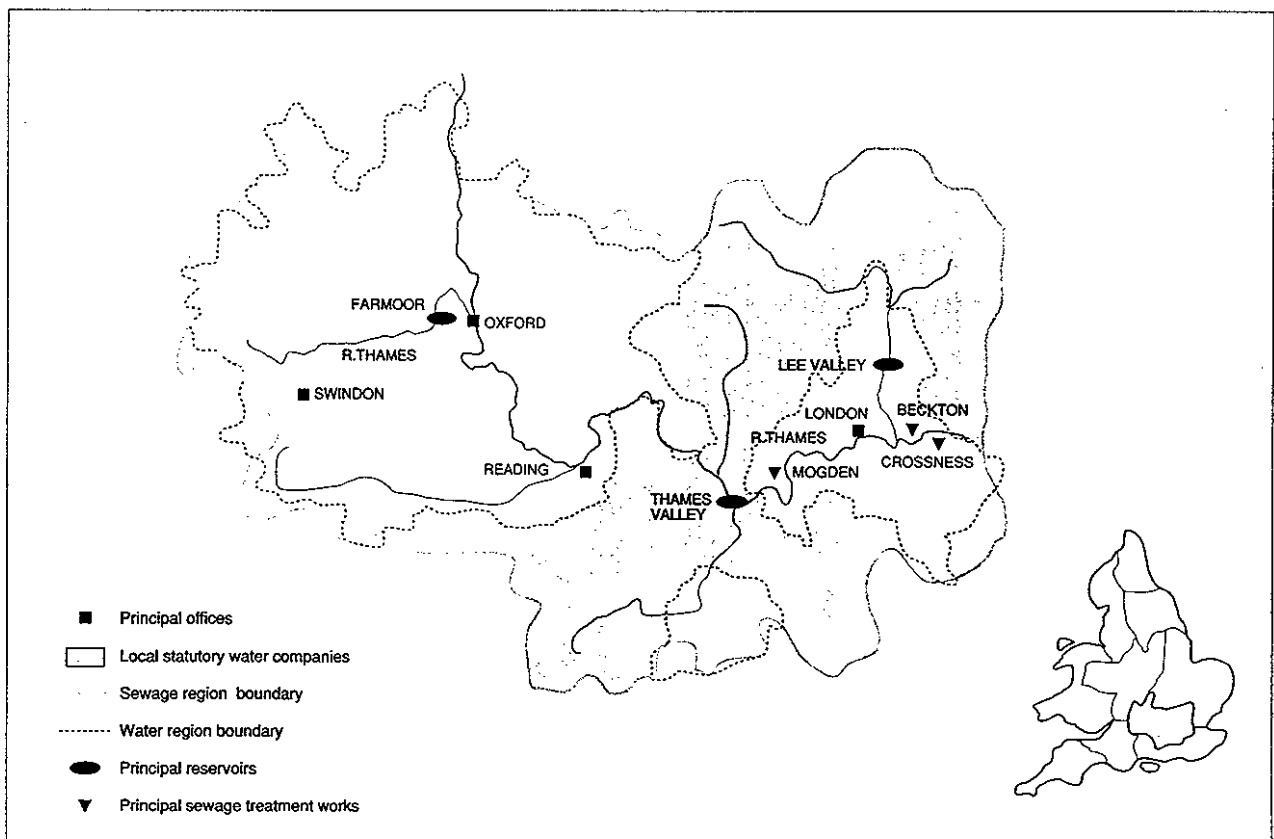 FARMOOR
OXFORD
R.THAMES
SWINDON
LEE VALLEY
LONDON
BECKTON
R.THAMES
CROSSNESS
READING
MOGDEN
THAMES
VALLEY
Principal offices
Local statutory water companies
Sewage region boundary
Water region boundary
Principal reservoirs
Principal sewage treatment works